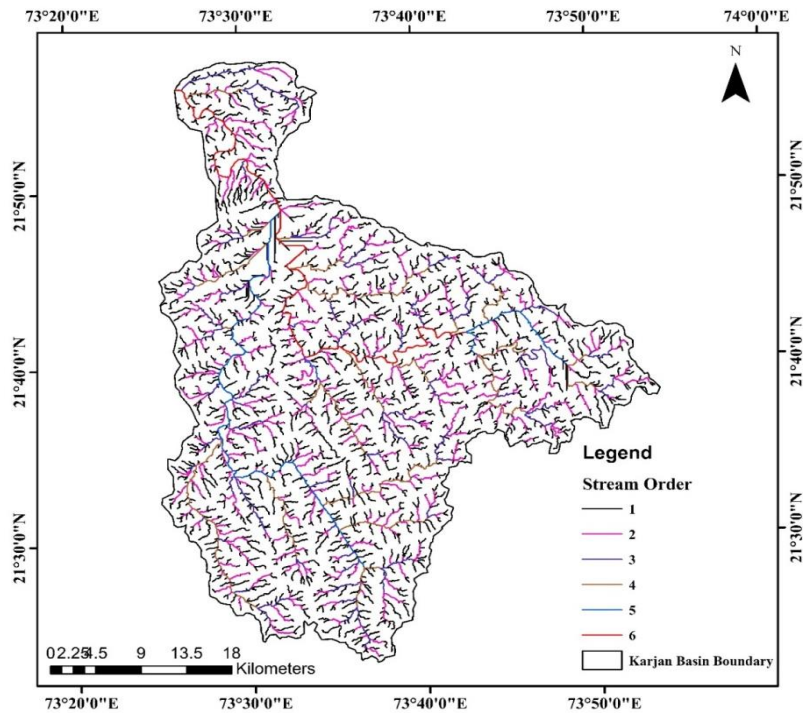 73°20'0"E 73°30'0"E 73°40'0"E 73°50'0"E 74°0'0"E
N
21°50'0"N 21°50'0"N
21°40'0"N 21°40'0"N
21°30'0"N 21°30'0"N
Legend
Stream Order
1
2
3
4
5
6
Karjan Basin Boundary
0 2.25 4.5 9 13.5 18
Kilometers
73°20'0"E 73°30'0"E 73°40'0"E 73°50'0"E